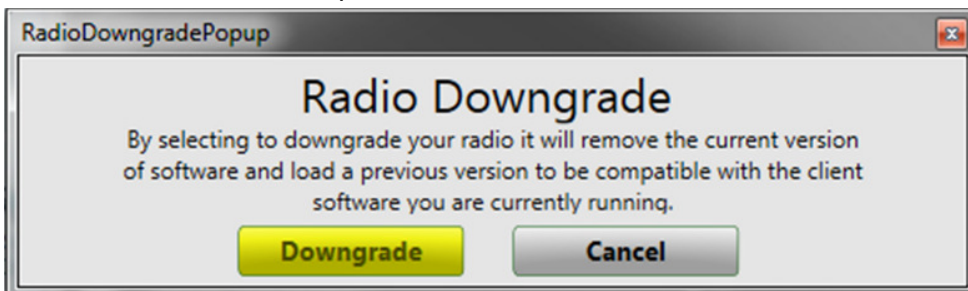 RadioDowngradePopup
Radio Downgrade
By selecting to downgrade your radio it will remove the current version
of software and load a previous version to be compatible with the client
software you are currently running.
Downgrade
Cancel